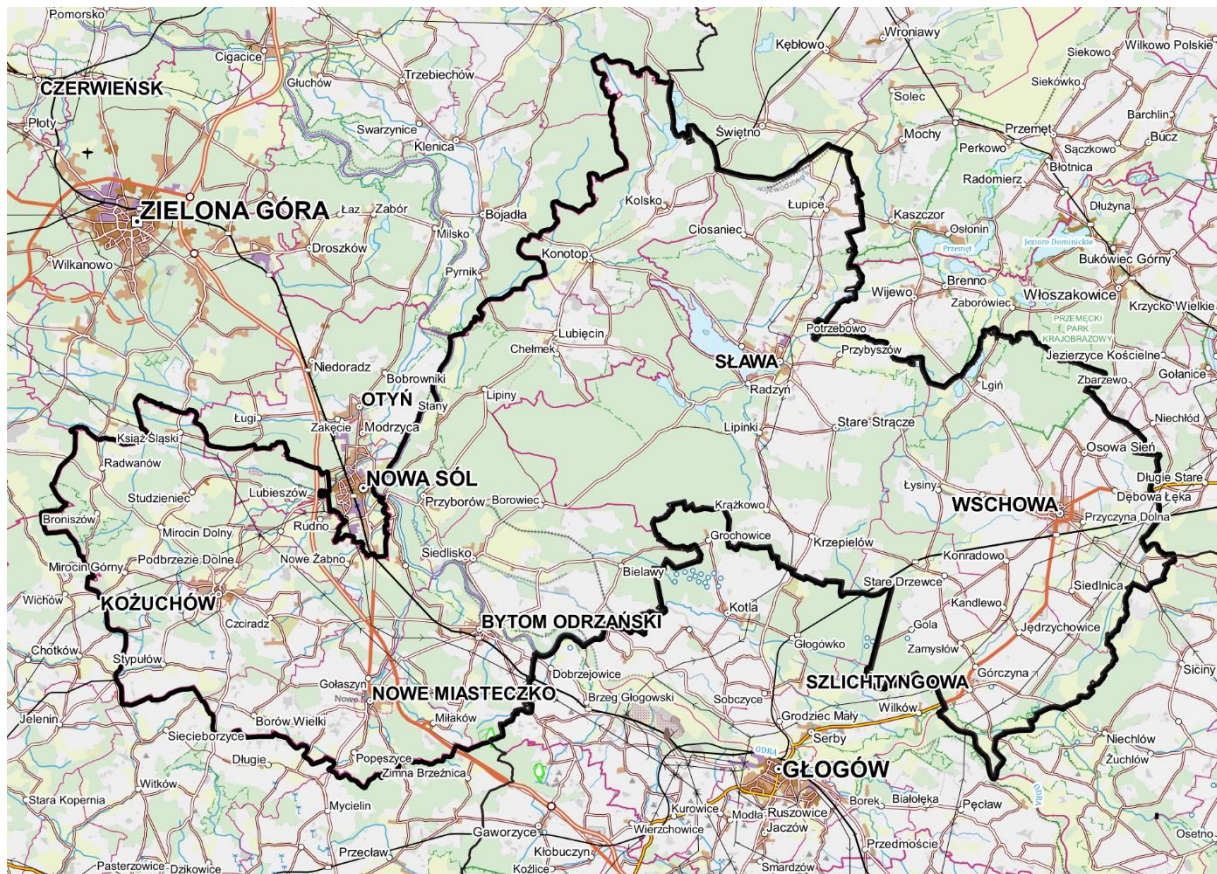 Pomorsko
Cigacice
Kębłowo
Wroniawy
Wilkowo Polskie
Siekowo
CZERWIEŃSK
Głuchów
Trzebiechów
Siekówko
Solec
Barchlin
Płoty
Swarzynice
Klenica
Świętno
Mochy
Przemęt
Perkowo
Sączkowo
Bucz
Błotnica
Radomierz
ZIELONA GÓRA
Łaz
Zabór
Bojadła
Kolsko
Łupice
Kaszczor
Osłonin
Dłużyna
Milsko
Ciosaniec
Przemęt
Jezioro Dominickie
Droszków
Konotop
Bukówiec Górny
Wilkanowo
Pyrnik
Brenno
Wijewo
Zaborówiec
Włoszakowice
Krzycko Wielkie
PRZEMĘCKI
PARK
KRAJOBRAZOWY
Lubięcin
Potrzebowo
Chełmek
Przybyszów
Jezierzyce Kościelne
SŁAWA
Niedoradz
Gołanice
Bobrowniki
Radzyń
Lgiń
Zbarzewo
Lipiny
OTYŃ
Stany
Ługi
Zakęcie
Modrzyca
Lipinki
Stare Strącze
Niechłód
Książ Śląski
Osowa Sień
Radwanów
NOWA SÓL
Długie Stare
Studzieniec
Lubieszów
Łysiny
Dębowa Łęka
Przyborów
Borowiec
Krążkowo
WSCHOWA
Broniszów
Rudno
Przyczyna Dolna
Mirocin Dolny
Grochowice
Krzepielów
Siedlisko
Konradowo
Podbrzezie Dolne
Nowe Żabno
Mirocin Górny
Bielawy
Stare Drzewce
Siedlnica
Wichów
KOŻUCHÓW
Kotla
Kandlewo
Czciradz
BYTOM ODRZAŃSKI
Gola
Jędrzychowice
Chotków
Głogówko
Zamysłów
Stypułów
Górczyna
Siciny
Dobrzejowice
Gołaszyn
SZLICHTYNGOWA
NOWE MIASTECZKO
Brzeg Głogowski
Sobczyce
Jelenin
Borów Wielki
Miłaków
Wilków
Grodziec Mały
Siecieborzyce
Serby
Niechlów
Długie
Popęszyce
ODRA
Żuchlów
Witków
Zimna Brzeźnica
GŁOGÓW
Stara Kopernia
Mycielin
Borek
Białołęka
Pęcław
Kurowice
Ruszowice
Modła
Gaworzyce
Wierzchowice
Jaczów
Osetno
Przecław
Kłobuczyn
Przedmoście
Pasterzowice
Dzikowice
Koźlice
Smardzów